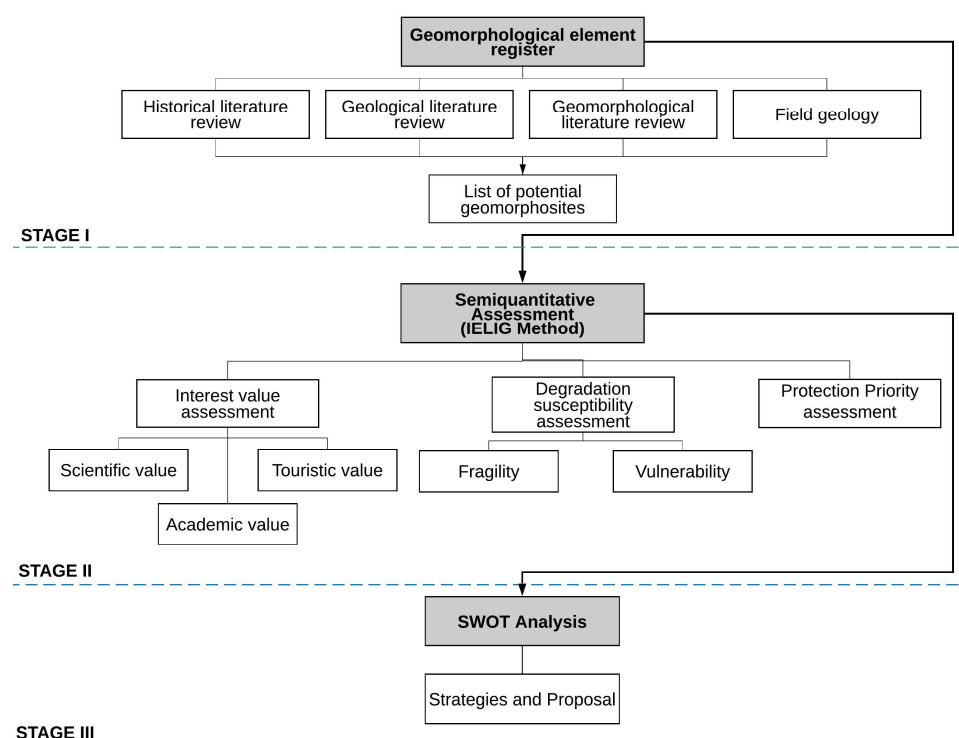 Geomorphological element
register
Historical literature
review
Geological literature
review
Geomorphological
literature review
Field geology
List of potential
geomorphosites
STAGE I
Semiquantitative
Assessment
(IELIG Method)
Interest value
assessment
Degradation
susceptibility
assessment
Protection Priority
assessment
Scientific value
Touristic value
Fragility
Vulnerability
Academic value
STAGE II
SWOT Analysis
Strategies and Proposal
STAGE III